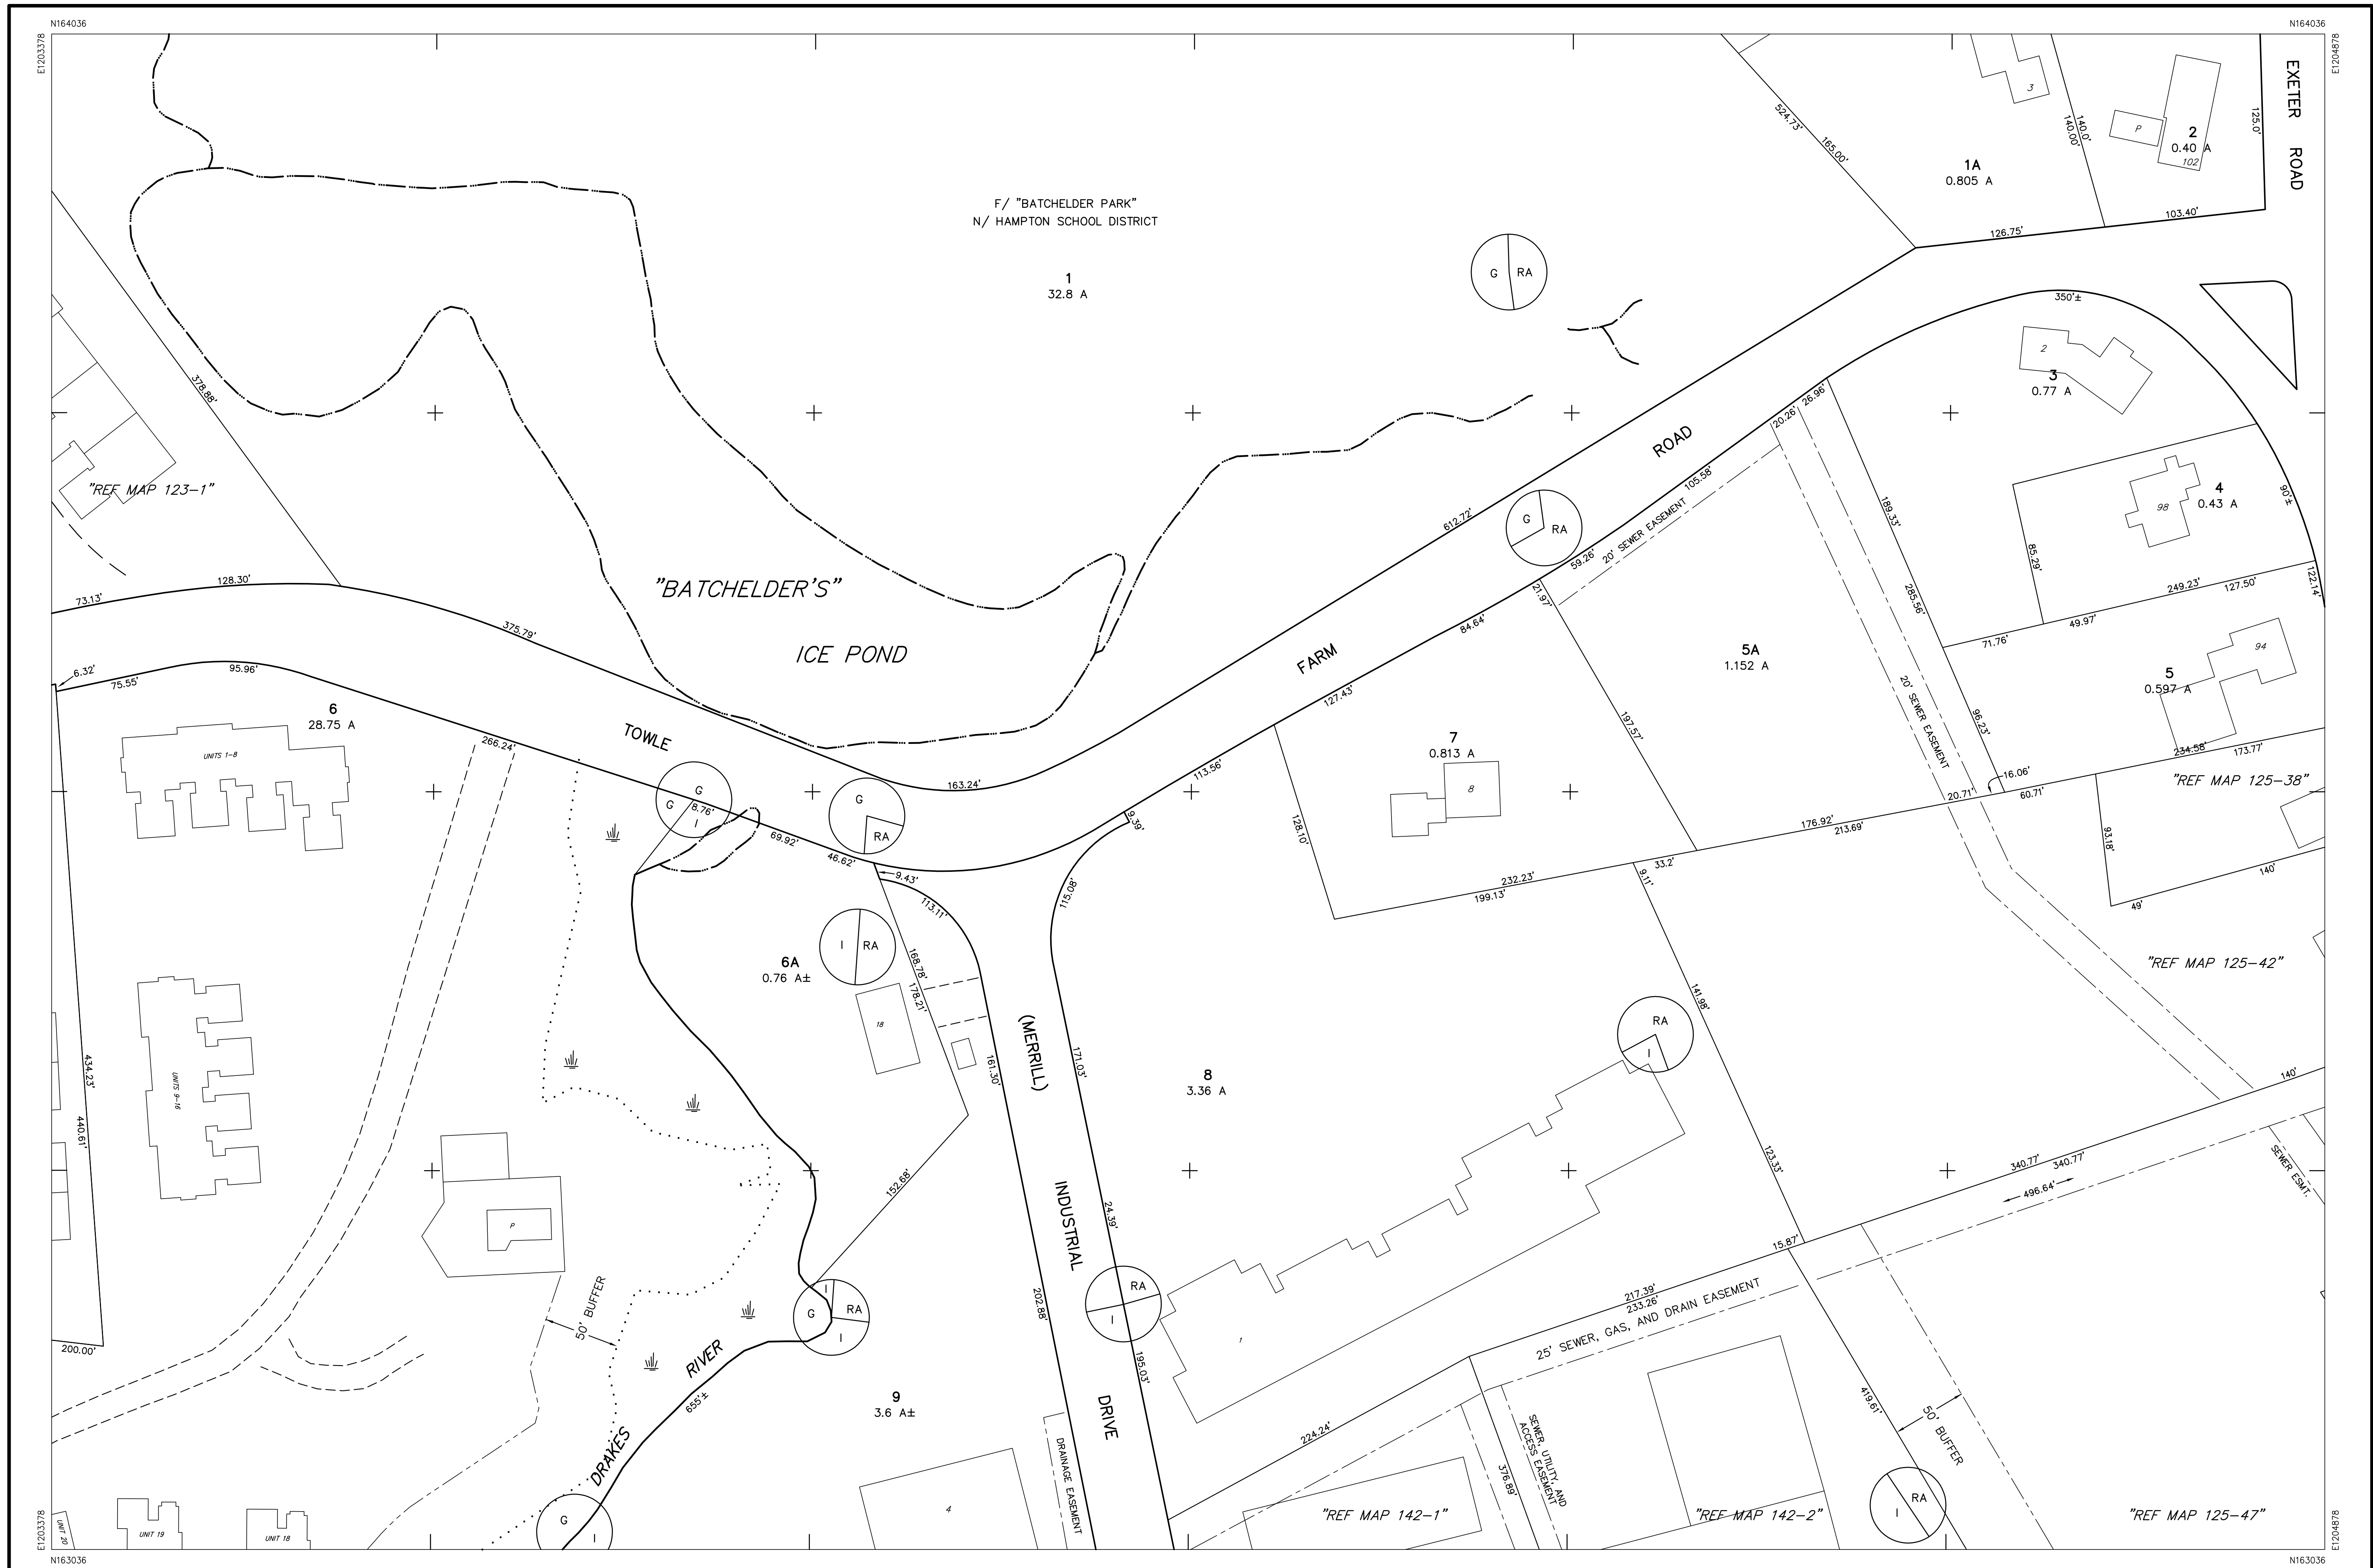 N164036
N164036
E1203378
E1204878
EXETER ROAD
3
P
2
0.40 A
102
125.0'
140.0'
140.00'
524.73'
165.00'
1A
0.805 A
103.40'
126.75'
F/ "BATCHELDER PARK"
N/ HAMPTON SCHOOL DISTRICT
1
32.8 A
G RA
350'±
2
3
0.77 A
378.88'
"REF MAP 123-1"
26.96'
20.26'
ROAD
105.58'
20' SEWER EASEMENT
59.26'
612.72'
G
RA
189.33'
285.56'
4
0.43 A
98
90'±
85.29'
249.23'
127.50'
122.14'
49.97'
71.76'
73.13'
128.30'
375.79'
"BATCHELDER'S"
ICE POND
21.97'
84.64'
FARM
127.43'
5A
1.152 A
20' SEWER EASEMENT
94
5
0.597 A
96.23'
6.32'
75.55'
95.96'
6
28.75 A
UNITS 1-8
266.24'
TOWLE
163.24'
113.56'
7
0.813 A
8
197.57'
234.58'
173.77'
16.06'
20.71'
60.71'
"REF MAP 125-38"
G
G
8.76'
I
69.92'
46.62'
G
RA
9.39'
128.10'
176.92'
213.69'
33.2'
9.11'
232.23'
199.13'
93.18'
140'
49'
9.43'
113.11'
115.08'
I RA
6A
0.76 A±
18
168.78'
178.21'
"REF MAP 125-42"
141.98'
RA
I
(MERRILL)
161.30'
171.03'
8
3.36 A
434.23'
440.61'
UNITS 9-16
140'
123.33'
340.77'
340.77'
496.64'
SEWER ESMT.
152.68'
P
INDUSTRIAL
24.39'
202.88'
15.87'
I
G
RA
I
RA
I
217.39'
233.26'
25' SEWER, GAS, AND DRAIN EASEMENT
50' BUFFER
200.00'
RIVER
655'±
1
195.03'
9
3.6 A±
DRIVE
419.61'
50' BUFFER
224.24'
DRAKES
DRAINAGE EASEMENT
SEWER, UTILITY, AND
ACCESS EASEMENT
376.89'
4
UNIT 20
UNIT 19
UNIT 18
G
I
"REF MAP 142-1"
"REF MAP 142-2"
RA
I
"REF MAP 125-47"
E1203378
E1204878
N163036
N163036